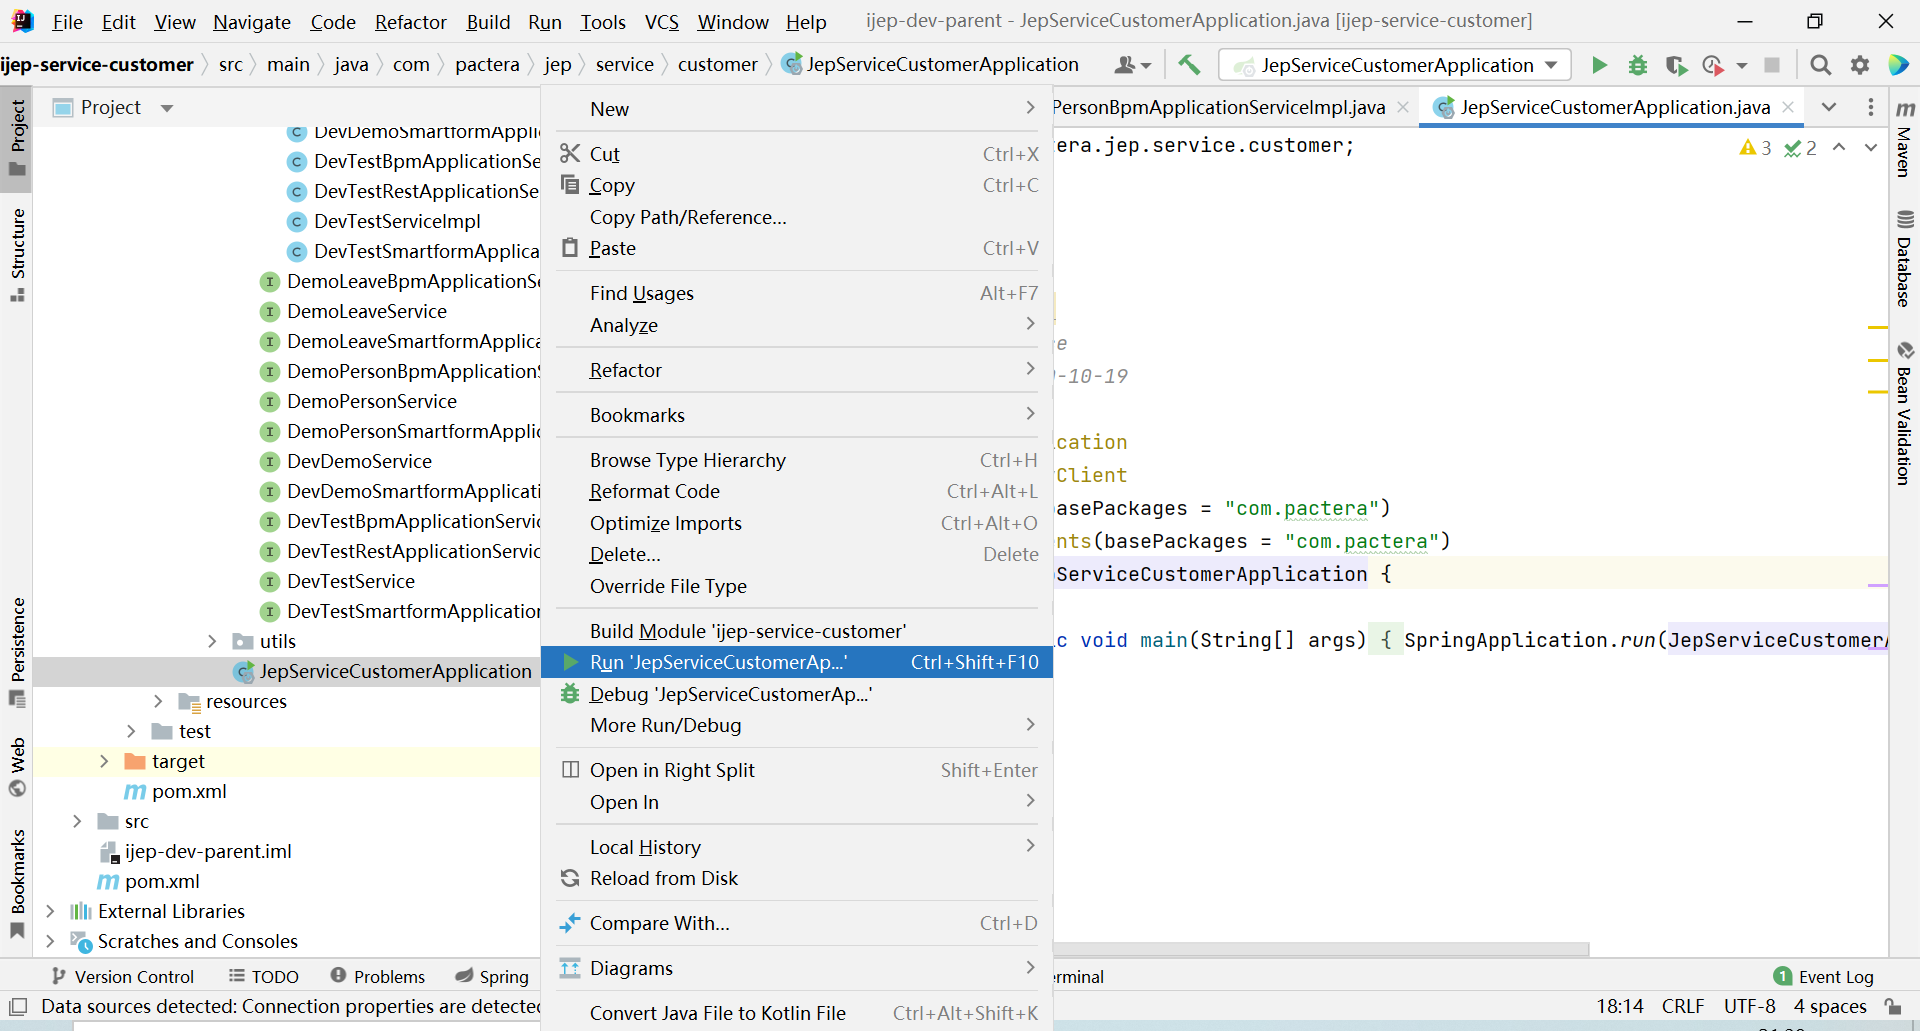 File Edit View Navigate Code Refactor Build Run Tools VCS Window Help ijep-dev-parent - JepServiceCustomerApplication.java [ijep-service-customer]
ijep-service-customer src main java com pactera jep service customer JepServiceCustomerApplication JepServiceCustomerApplication
Project
PersonBpmApplicationServiceImpl.java JepServiceCustomerApplication.java
Project
Structure
Persistence
Web
Bookmarks
DevDemoSmartformAppli
DevTestBpmApplicationSe
DevTestRestApplicationSe
DevTestServiceImpl
DevTestSmartformApplica
DemoLeaveBpmApplicationSe
DemoLeaveService
DemoLeaveSmartformApplica
DemoPersonBpmApplicationS
DemoPersonService
DemoPersonSmartformApplic
DevDemoService
DevDemoSmartformApplicati
DevTestBpmApplicationServic
DevTestRestApplicationServic
DevTestService
DevTestSmartformApplication
utils
JepServiceCustomerApplication
resources
test
target
pom.xml
src
ijep-dev-parent.iml
pom.xml
External Libraries
Scratches and Consoles
New
Cut Ctrl+X
Copy Ctrl+C
Copy Path/Reference...
Paste Ctrl+V
Find Usages Alt+F7
Analyze
Refactor
Bookmarks
Browse Type Hierarchy Ctrl+H
Reformat Code Ctrl+Alt+L
Optimize Imports Ctrl+Alt+O
Delete... Delete
Override File Type
Build Module 'ijep-service-customer'
Run 'JepServiceCustomerAp...' Ctrl+Shift+F10
Debug 'JepServiceCustomerAp...'
More Run/Debug
Open in Right Split Shift+Enter
Open In
Local History
Reload from Disk
Compare With... Ctrl+D
Diagrams
Convert Java File to Kotlin File Ctrl+Alt+Shift+K
tera.jep.service.customer;
3 2
e
-10-19
cation
Client
asePackages = "com.pactera")
nts(basePackages = "com.pactera")
ServiceCustomerApplication {
c void main(String[] args) { SpringApplication.run(JepServiceCustomerA
Maven
Database
Bean Validation
Version Control TODO Problems Spring erminal 1 Event Log
Data sources detected: Connection properties are detected 18:14 CRLF UTF-8 4 spaces